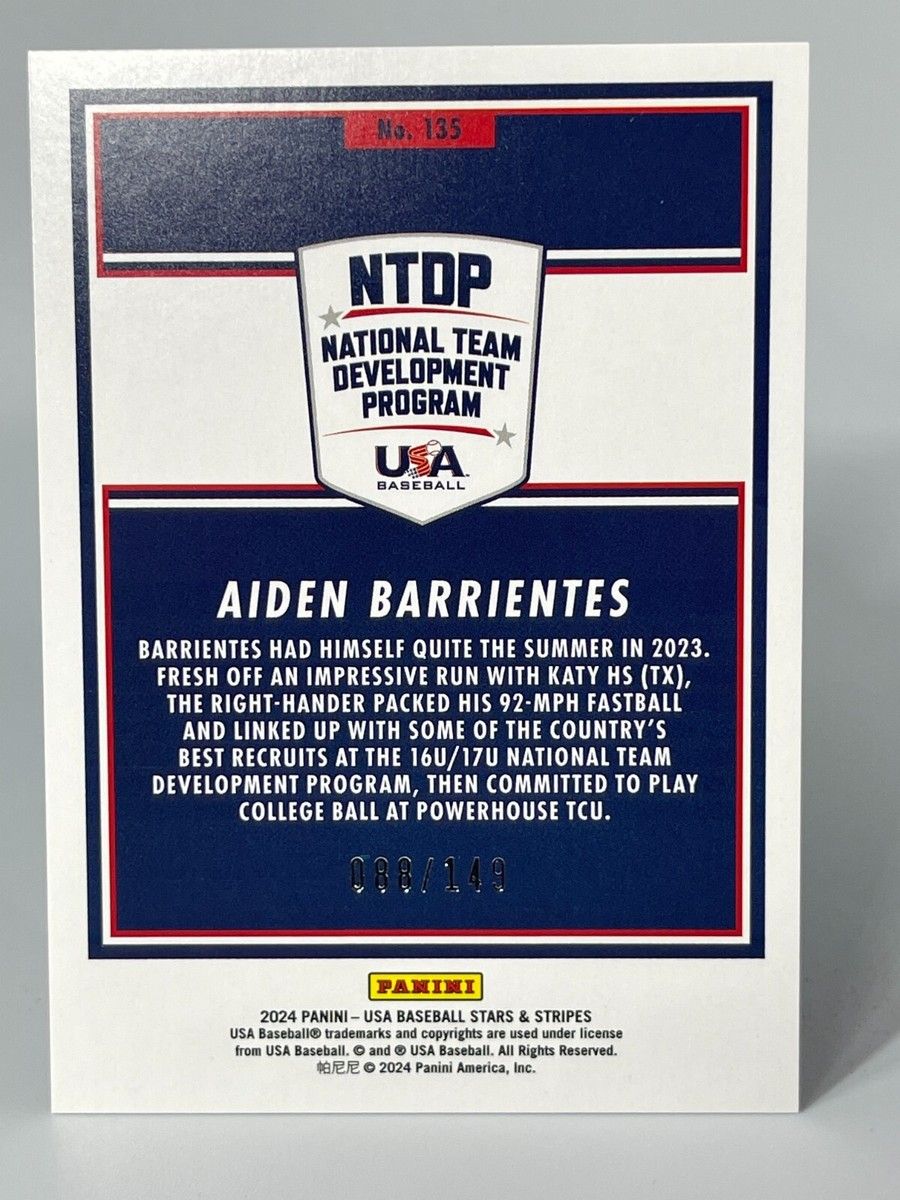 No. 135
NTDP
NATIONAL TEAM
DEVELOPMENT
PROGRAM
USA
BASEBALL
AIDEN BARRIENTES
BARRIENTES HAD HIMSELF QUITE THE SUMMER IN 2023.
FRESH OFF AN IMPRESSIVE RUN WITH KATY HS (TX),
THE RIGHT-HANDER PACKED HIS 92-MPH FASTBALL
AND LINKED UP WITH SOME OF THE COUNTRY'S
BEST RECRUITS AT THE 16U/17U NATIONAL TEAM
DEVELOPMENT PROGRAM, THEN COMMITTED TO PLAY
COLLEGE BALL AT POWERHOUSE TCU.
088/149
PANINI
2024 PANINI – USA BASEBALL STARS & STRIPES
USA Baseball® trademarks and copyrights are used under license
from USA Baseball. © and ® USA Baseball. All Rights Reserved.
帕尼尼 © 2024 Panini America, Inc.